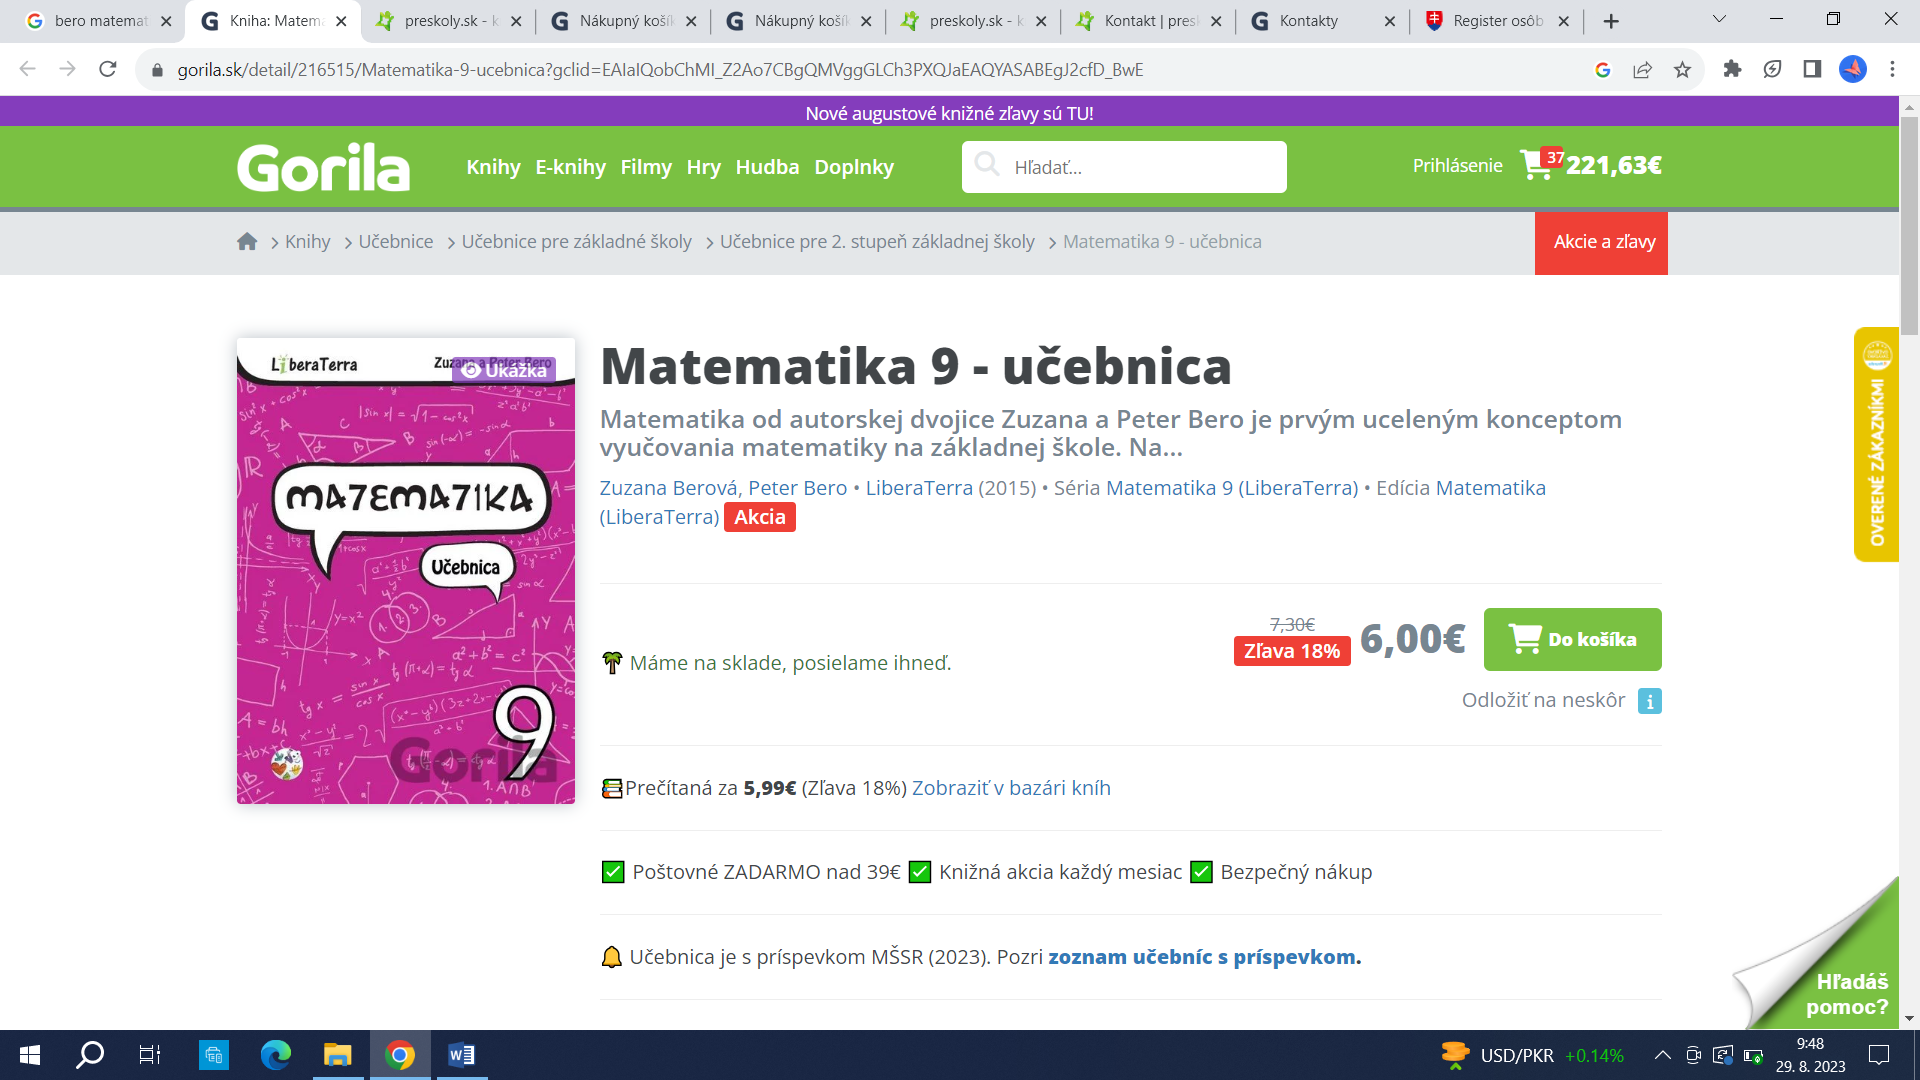 bero matemat
Kniha: Matema
preskoly.sk - k
Nákupný košík
Nákupný košík
preskoly.sk - k
Kontakt | presk
Kontakty
Register osôb
gorila.sk/detail/216515/Matematika-9-ucebnica?gclid=EAIaIQobChMI_Z2Ao7CBgQMVggGLCh3PXQJaEAQYASABEgJ2cfD_BwE
Nové augustové knižné zľavy sú TU!
Gorila
Knihy E-knihy Filmy Hry Hudba Doplnky
Hľadať...
Prihlásenie
37
221,63€
Knihy > Učebnice > Učebnice pre základné školy > Učebnice pre 2. stupeň základnej školy > Matematika 9 - učebnica
Akcie a zľavy
LiberaTerra
Zuzana a Peter Bero
Ukážka
MATEMATIKA
Učebnica
9
Gorila
Matematika 9 - učebnica
Matematika od autorskej dvojice Zuzana a Peter Bero je prvým uceleným konceptom
vyučovania matematiky na základnej škole. Na...
Zuzana Berová, Peter Bero • LiberaTerra (2015) • Séria Matematika 9 (LiberaTerra) • Edícia Matematika
(LiberaTerra) Akcia
Máme na sklade, posielame ihneď.
7,30€
Zľava 18%
6,00€
Do košíka
Odložiť na neskôr i
Prečítaná za 5,99€ (Zľava 18%) Zobraziť v bazári kníh
Poštovné ZADARMO nad 39€ Knižná akcia každý mesiac Bezpečný nákup
Učebnica je s príspevkom MŠSR (2023). Pozri zoznam učebníc s príspevkom.
OVERENÉ ZÁKAZNÍKMI
Hľadáš
pomoc?
USD/PKR +0.14%
9:48
29. 8. 2023